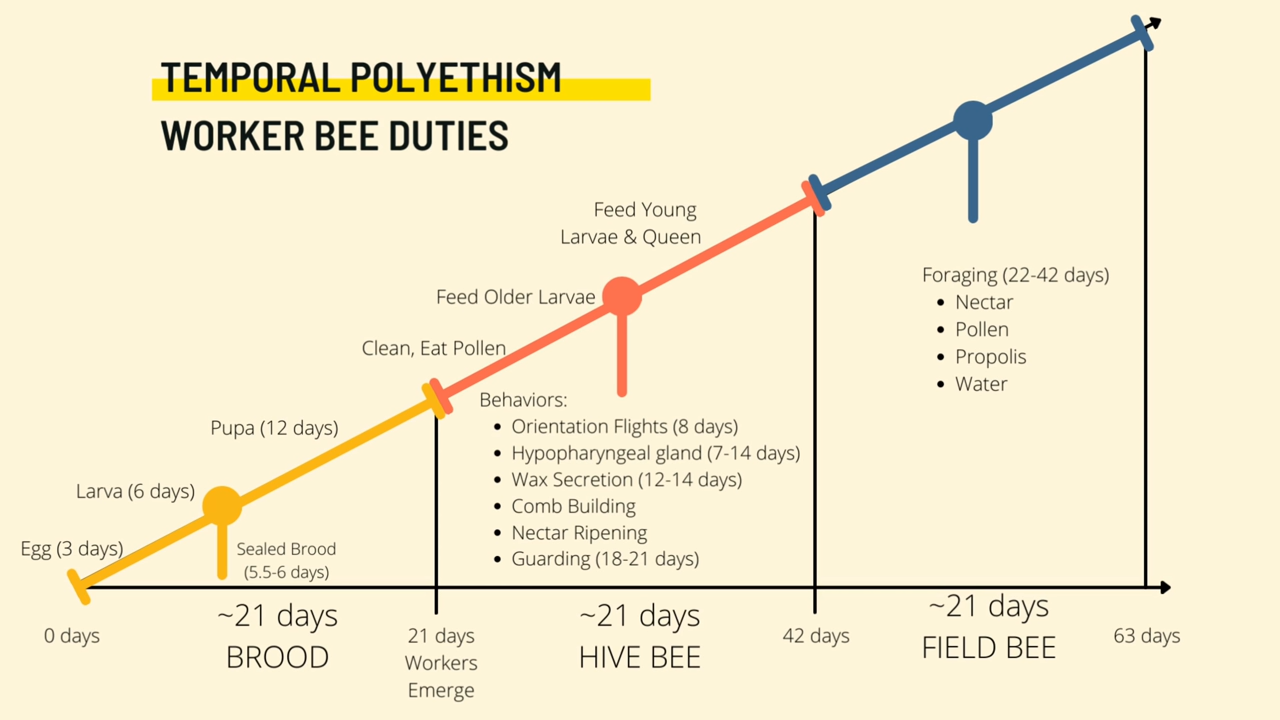 TEMPORAL POLYETHISM
WORKER BEE DUTIES
Feed Young
Larvae & Queen
Feed Older Larvae
Clean, Eat Pollen
Pupa (12 days)
Larva (6 days)
Egg (3 days)
Sealed Brood
(5.5-6 days)
Behaviors:
• Orientation Flights (8 days)
• Hypopharyngeal gland (7-14 days)
• Wax Secretion (12-14 days)
• Comb Building
• Nectar Ripening
• Guarding (18-21 days)
Foraging (22-42 days)
• Nectar
• Pollen
• Propolis
• Water
0 days
~21 days
BROOD
21 days
Workers
Emerge
~21 days
HIVE BEE
42 days
~21 days
FIELD BEE
63 days